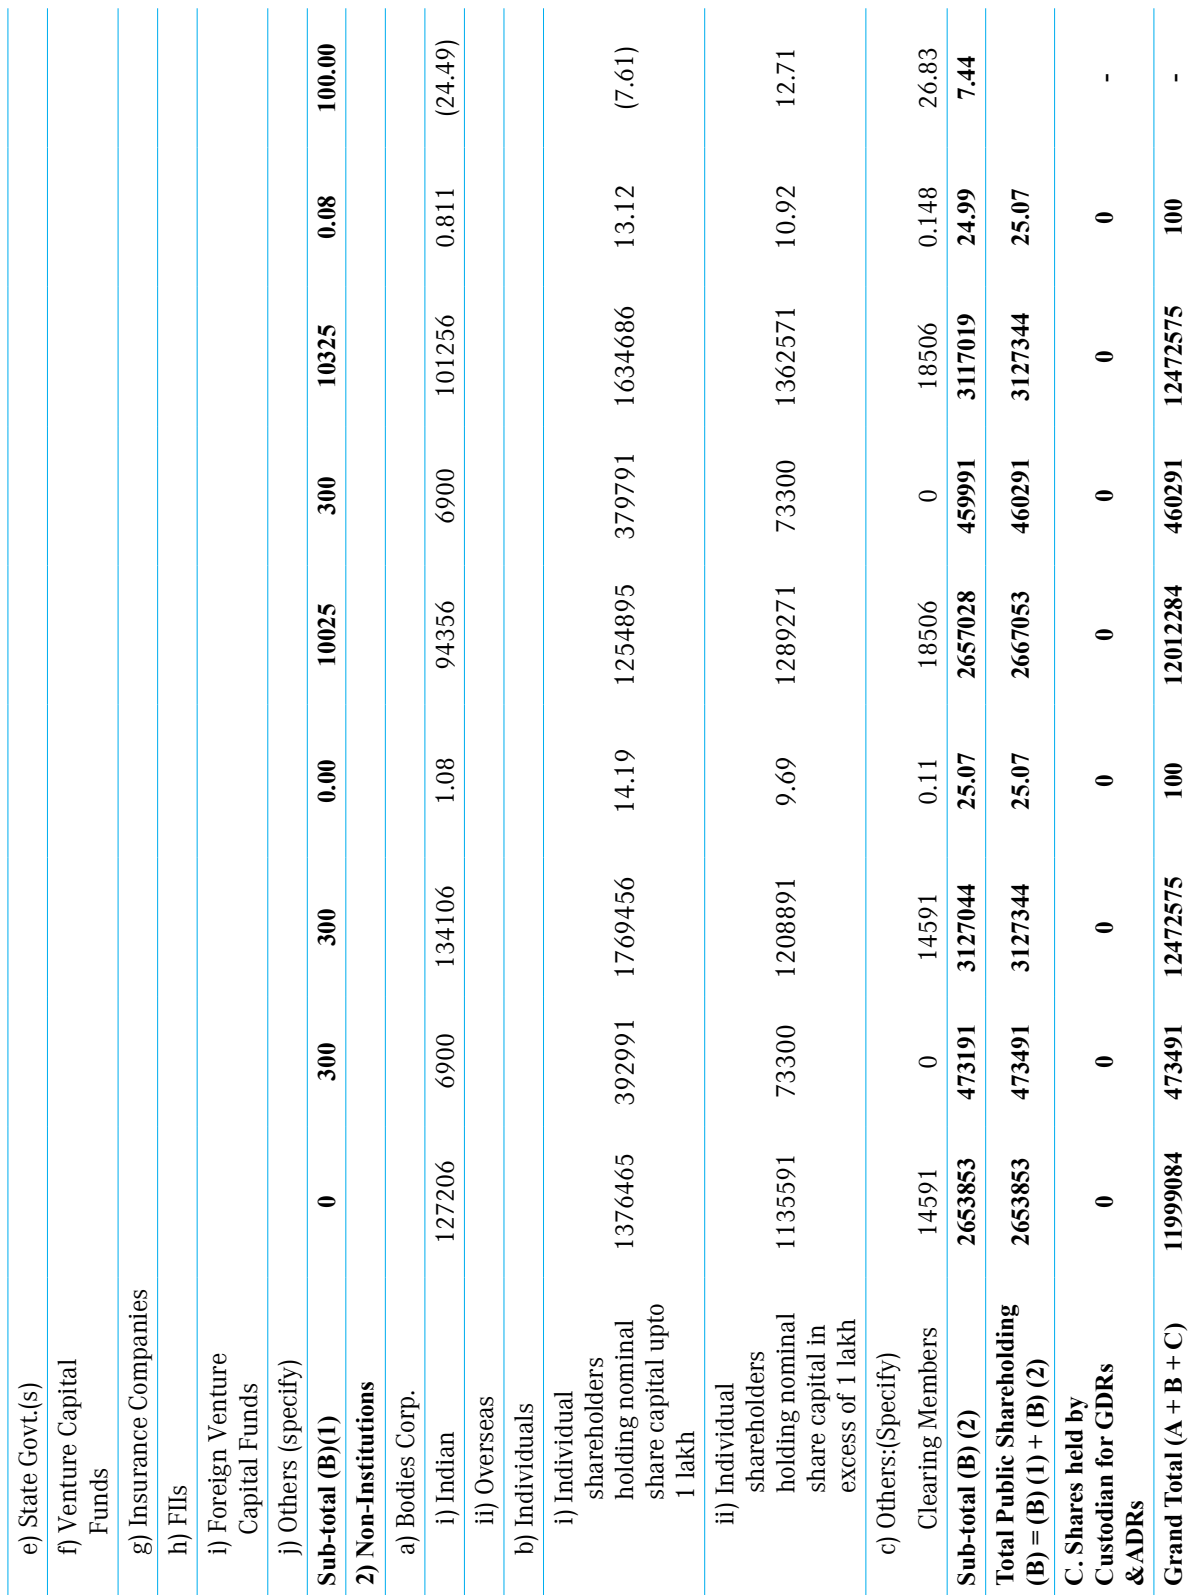 e) State Govt.(s)
f) Venture Capital
Funds
g) Insurance Companies
h) FIIs
i) Foreign Venture
Capital Funds
j) Others (specify)
Sub-total (B)(1) 0 300 300 0.00 10025 300 10325 0.08 100.00
2) Non-Institutions
a) Bodies Corp.
i) Indian 127206 6900 134106 1.08 94356 6900 101256 0.811 (24.49)
ii) Overseas
b) Individuals
i) Individual
shareholders
holding nominal 1376465 392991 1769456 14.19 1254895 379791 1634686 13.12 (7.61)
share capital upto
1 lakh
ii) Individual
shareholders
holding nominal 1135591 73300 1208891 9.69 1289271 73300 1362571 10.92 12.71
share capital in
excess of 1 lakh
c) Others:(Specify)
Clearing Members 14591 0 14591 0.11 18506 0 18506 0.148 26.83
Sub-total (B) (2) 2653853 473191 3127044 25.07 2657028 459991 3117019 24.99 7.44
Total Public Shareholding
(B) = (B) (1) + (B) (2) 2653853 473491 3127344 25.07 2667053 460291 3127344 25.07
C. Shares held by
Custodian for GDRs 0 0 0 0 0 0 0 0 -
&ADRs
Grand Total (A + B + C) 11999084 473491 12472575 100 12012284 460291 12472575 100 -